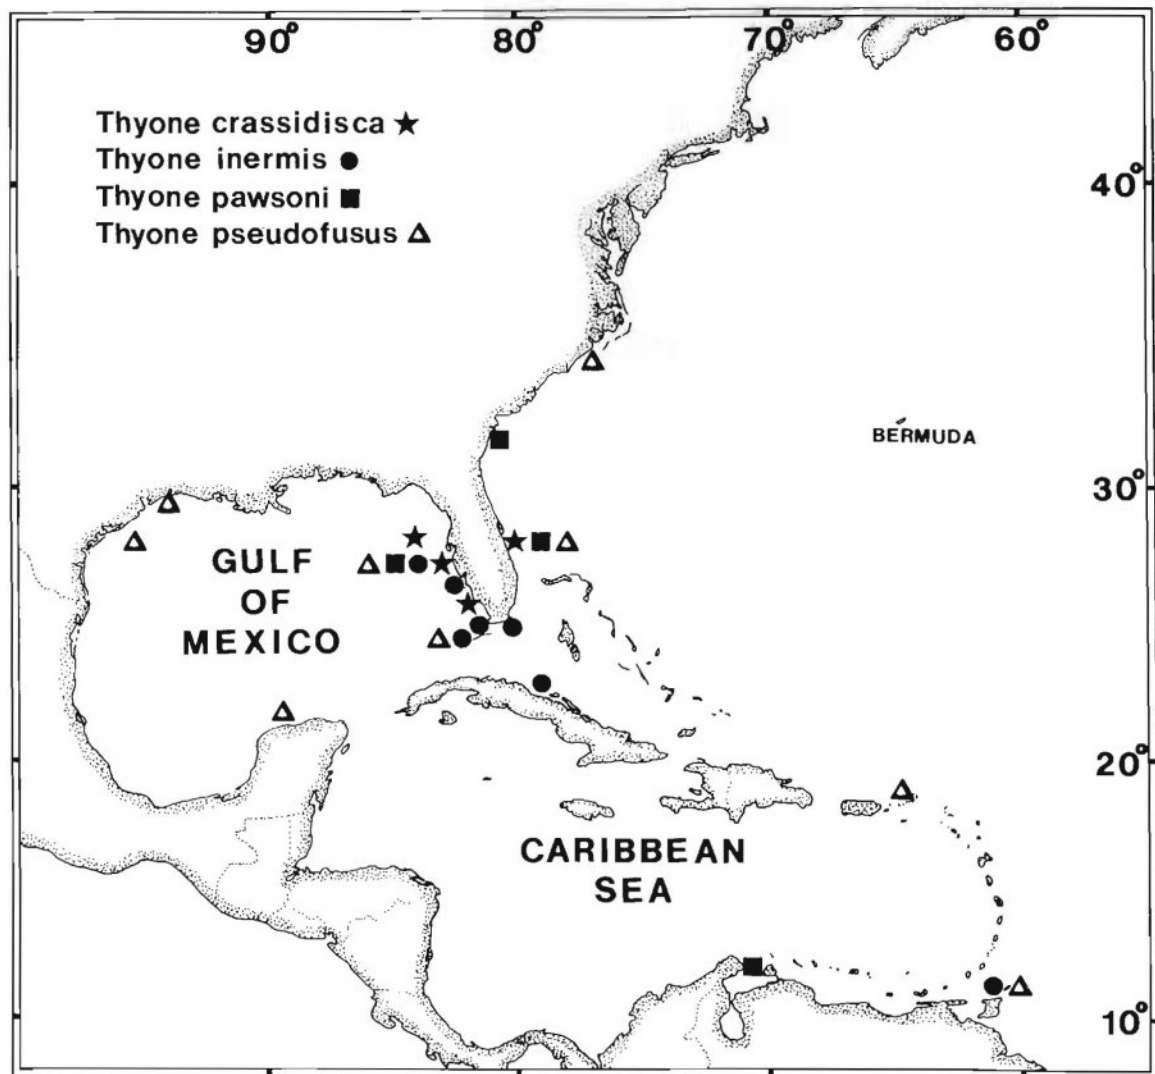 90° 80° 70° 60°
Thyone crassidisca ★
Thyone inermis ●
Thyone pawsoni ■
Thyone pseudofusus △
40°
BERMUDA
30°
GULF
OF
MEXICO
20°
CARIBBEAN
SEA
10°